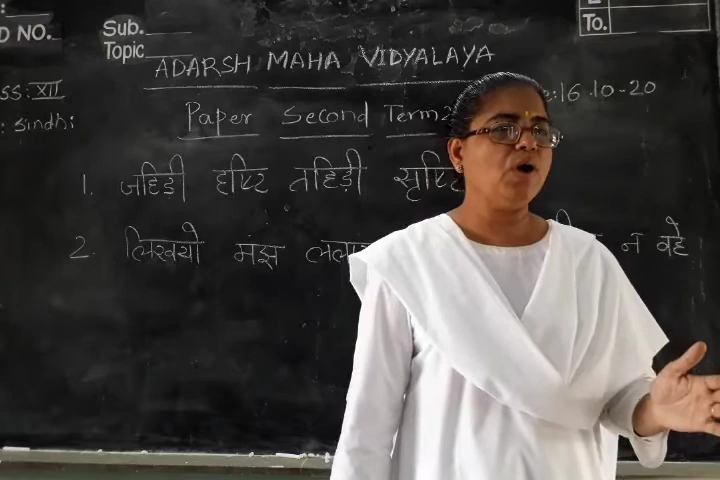 D NO.
Sub.
Topic
To.
ADARSH MAHA VIDYALAYA
SS: XII
:16.10-20
: Sindhi
Paper Second Term
1. जहिड़ी दृष्टि तहिड़ी सृष्टि
2. लिखयो मंझ न वहे